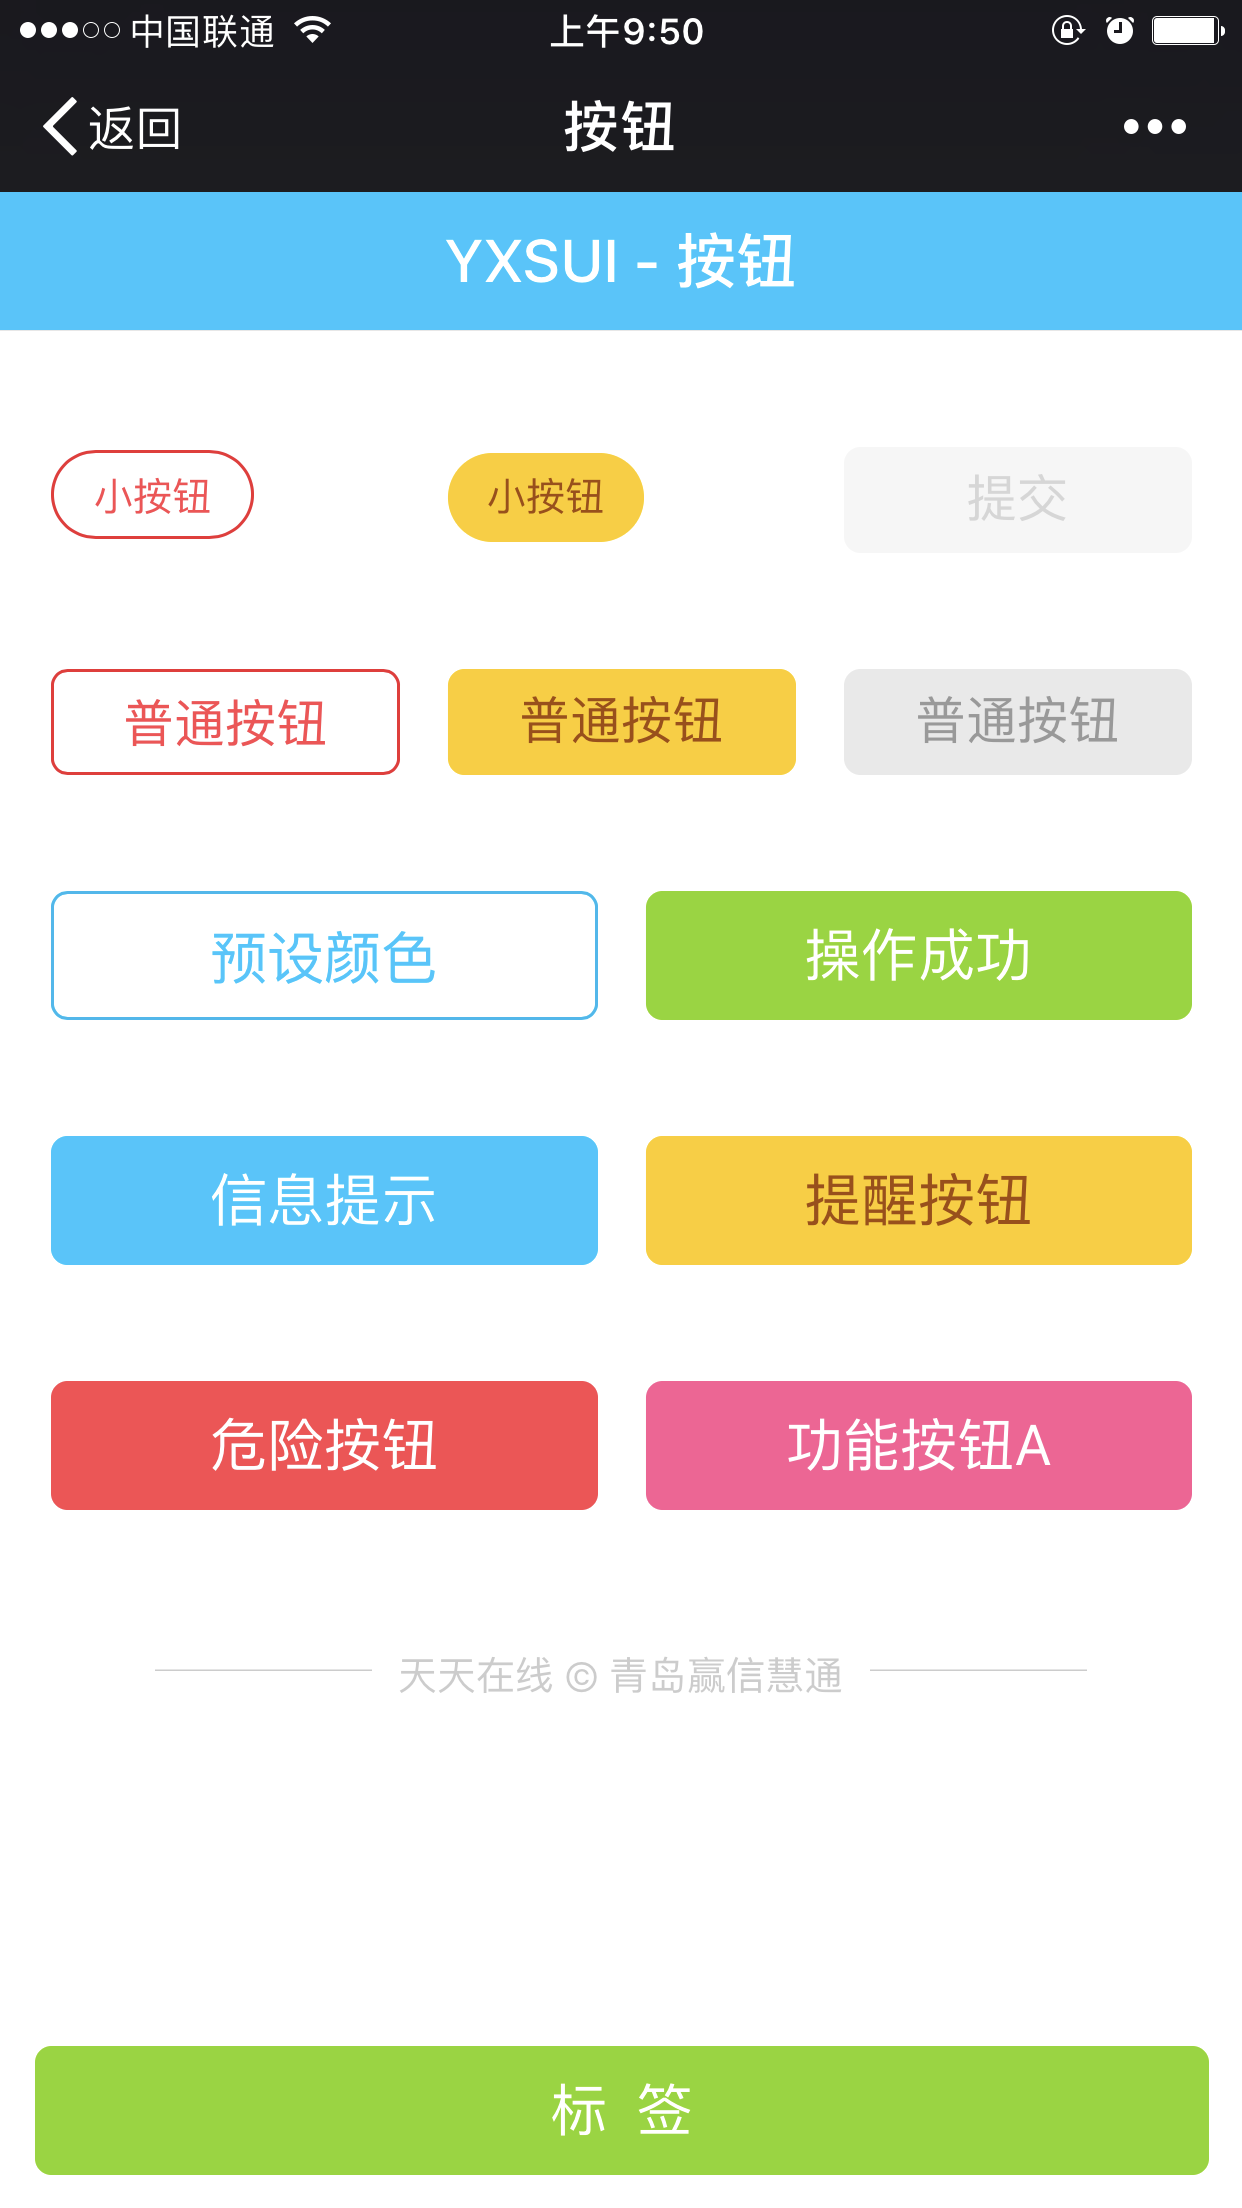 中国联通 上午9:50
返回 按钮
YXSUI - 按钮
小按钮 小按钮 提交
普通按钮 普通按钮 普通按钮
预设颜色 操作成功
信息提示 提醒按钮
危险按钮 功能按钮A
天天在线 © 青岛赢信慧通
标 签